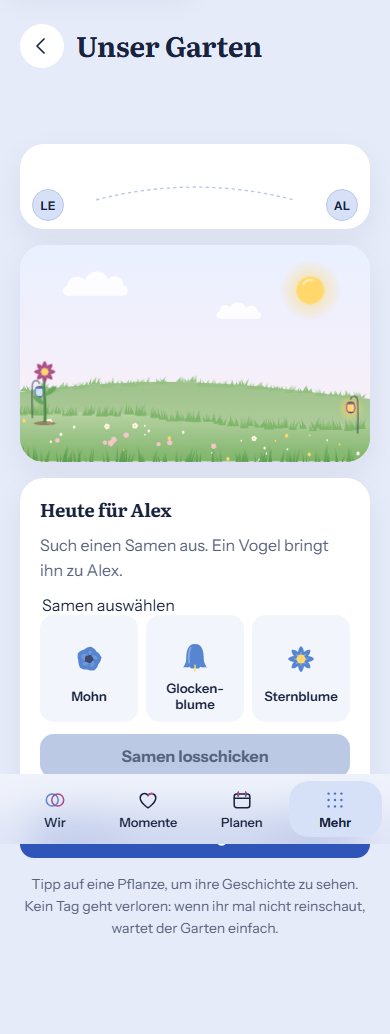 Unser Garten
LE
AL
Heute für Alex
Such einen Samen aus. Ein Vogel bringt
ihn zu Alex.
Samen auswählen
Mohn
Glocken-
blume
Sternblume
Samen losschicken
Wir
Momente
Planen
Mehr
Tipp auf eine Pflanze, um ihre Geschichte zu sehen.
Kein Tag geht verloren: wenn ihr mal nicht reinschaut,
wartet der Garten einfach.